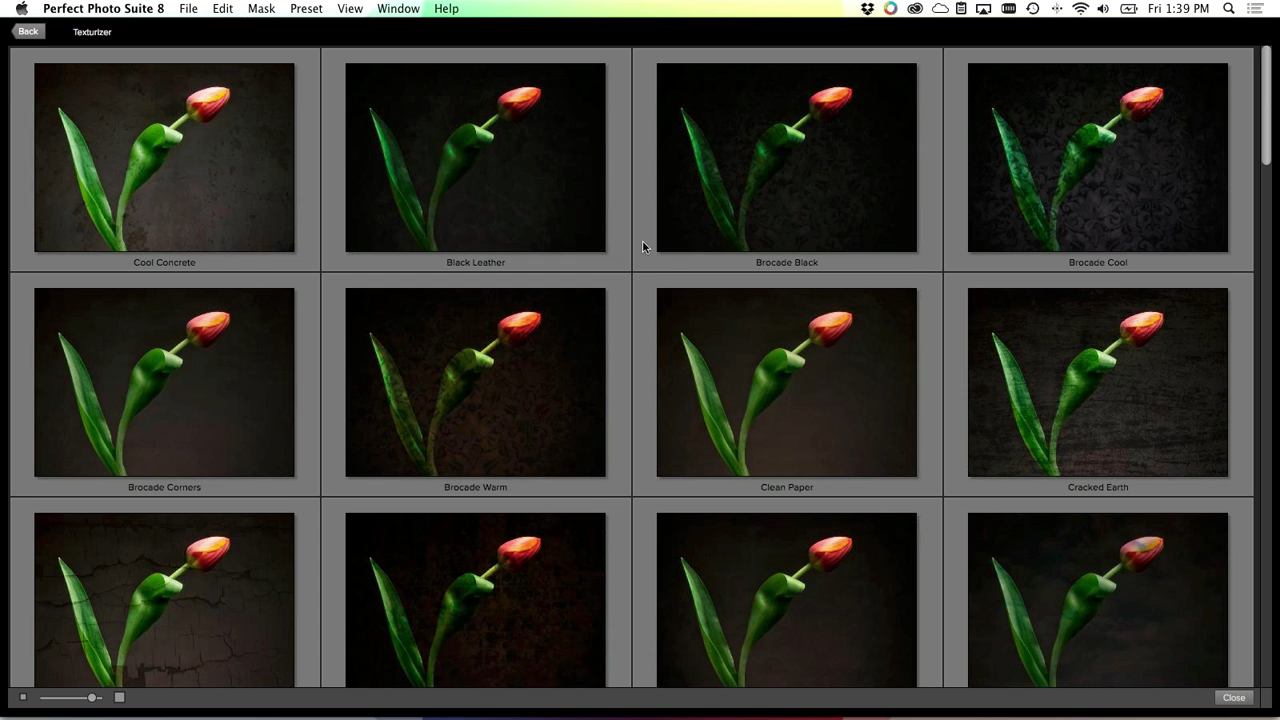 Perfect Photo Suite 8 File Edit Mask Preset View Window Help Fri 1:39 PM
Back Texturizer
Cool Concrete Black Leather Brocade Black Brocade Cool
Brocade Corners Brocade Warm Clean Paper Cracked Earth
Close